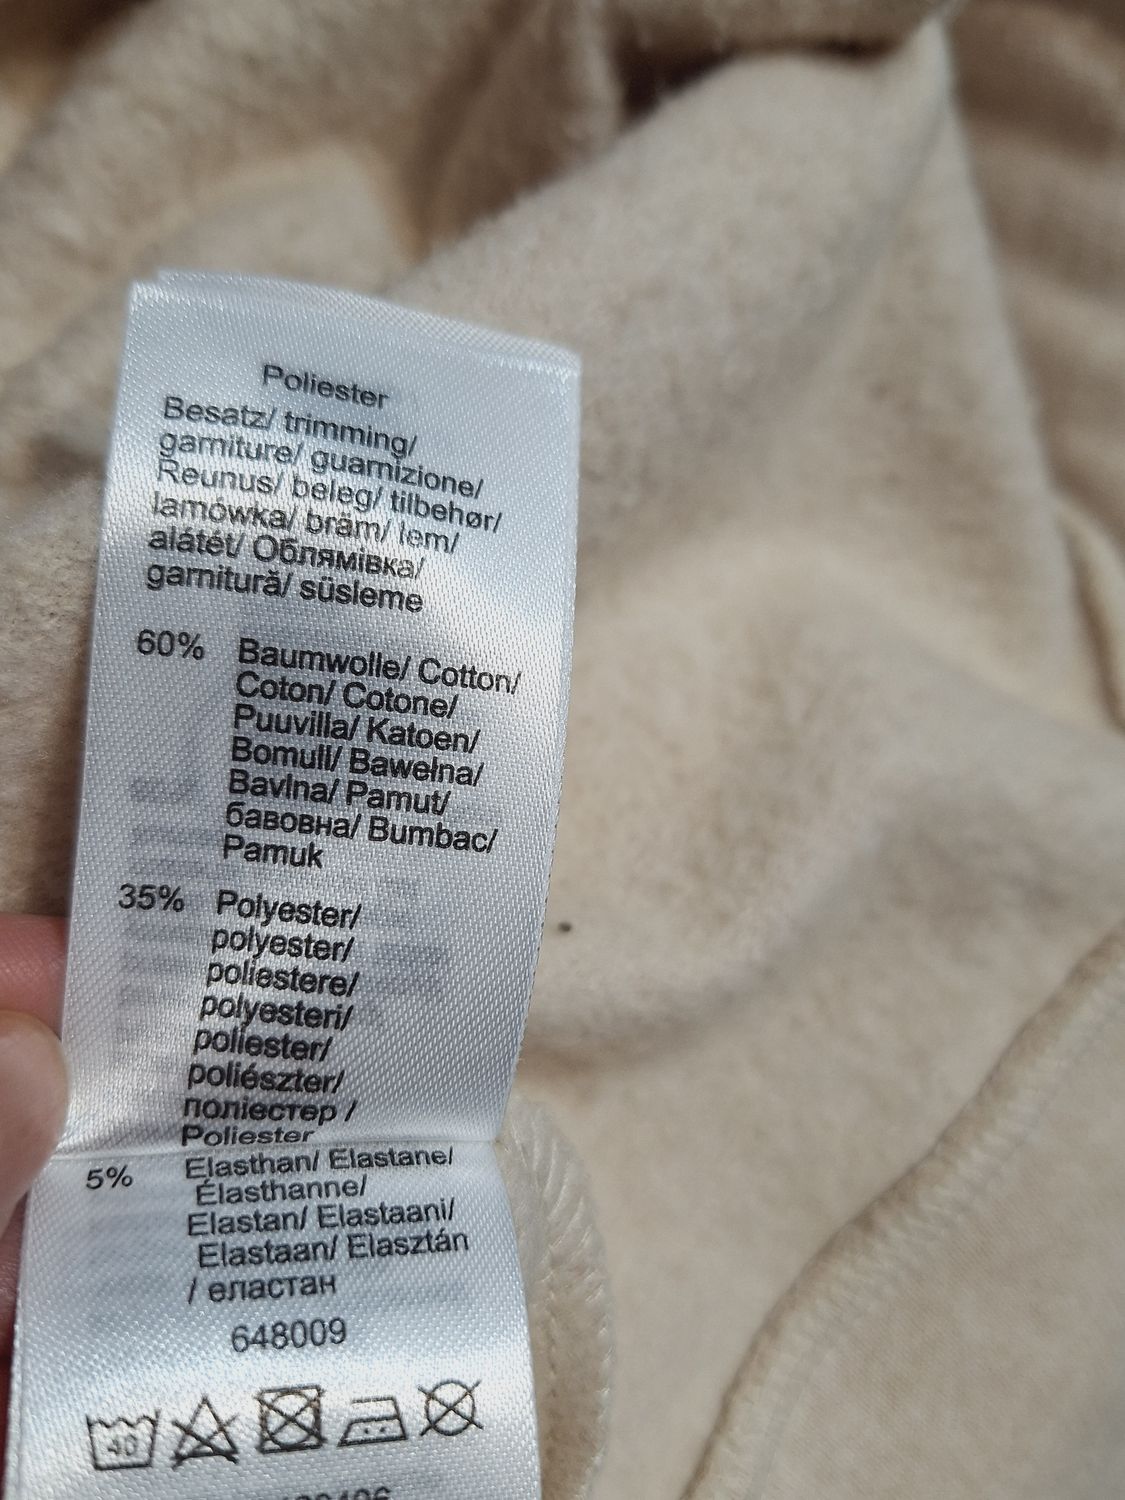 Poliester
Besatz/ trimming/
garniture/ guarnizione/
Reunus/ beleg/ tilbehør/
lamówka/ bräm/ lem/
alátét/ Облямівка/
garnitură/ süsleme
60% Baumwolle/ Cotton/
Coton/ Cotone/
Puuvilla/ Katoen/
Bomull/ Bawełna/
Bavlna/ Pamut/
бавовна/ Bumbac/
Pamuk
35% Polyester/
polyester/
poliestere/
polyesteri/
poliester/
poliészter/
поліестер /
Poliester
5% Elasthan/ Elastane/
Élasthanne/
Elastan/ Elastaani/
Elastaan/ Elasztán
/ еластан
648009
40